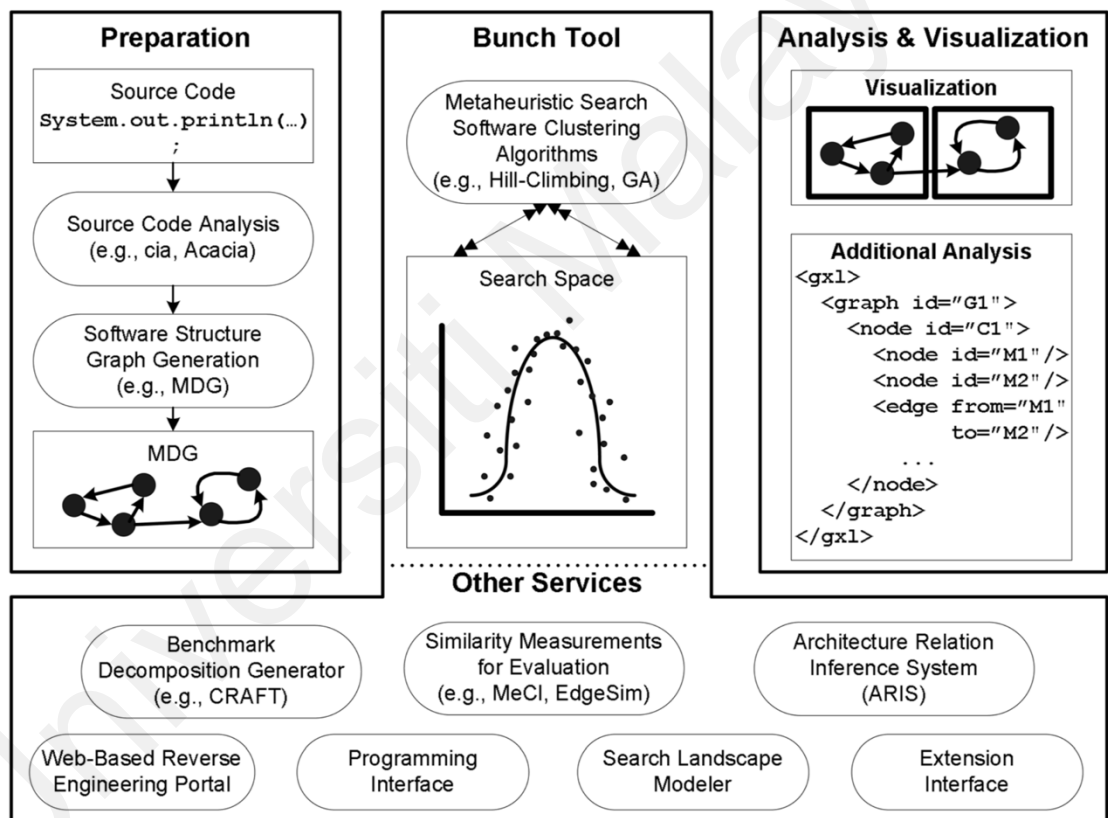 Preparation
Source Code
System.out.println(…)
;
Source Code Analysis
(e.g., cia, Acacia)
Software Structure
Graph Generation
(e.g., MDG)
MDG
Bunch Tool
Metaheuristic Search
Software Clustering
Algorithms
(e.g., Hill-Climbing, GA)
Search Space
Analysis & Visualization
Visualization
Additional Analysis
<gxl>
<graph id=”G1">
<node id=”C1">
<node id=”M1"/>
<node id=”M2"/>
<edge from=”M1"
to=”M2"/>
...
</node>
</graph>
</gxl>
Other Services
Benchmark
Decomposition Generator
(e.g., CRAFT)
Similarity Measurements
for Evaluation
(e.g., MeCl, EdgeSim)
Architecture Relation
Inference System
(ARIS)
Web-Based Reverse
Engineering Portal
Programming
Interface
Search Landscape
Modeler
Extension
Interface
Universiti Malay